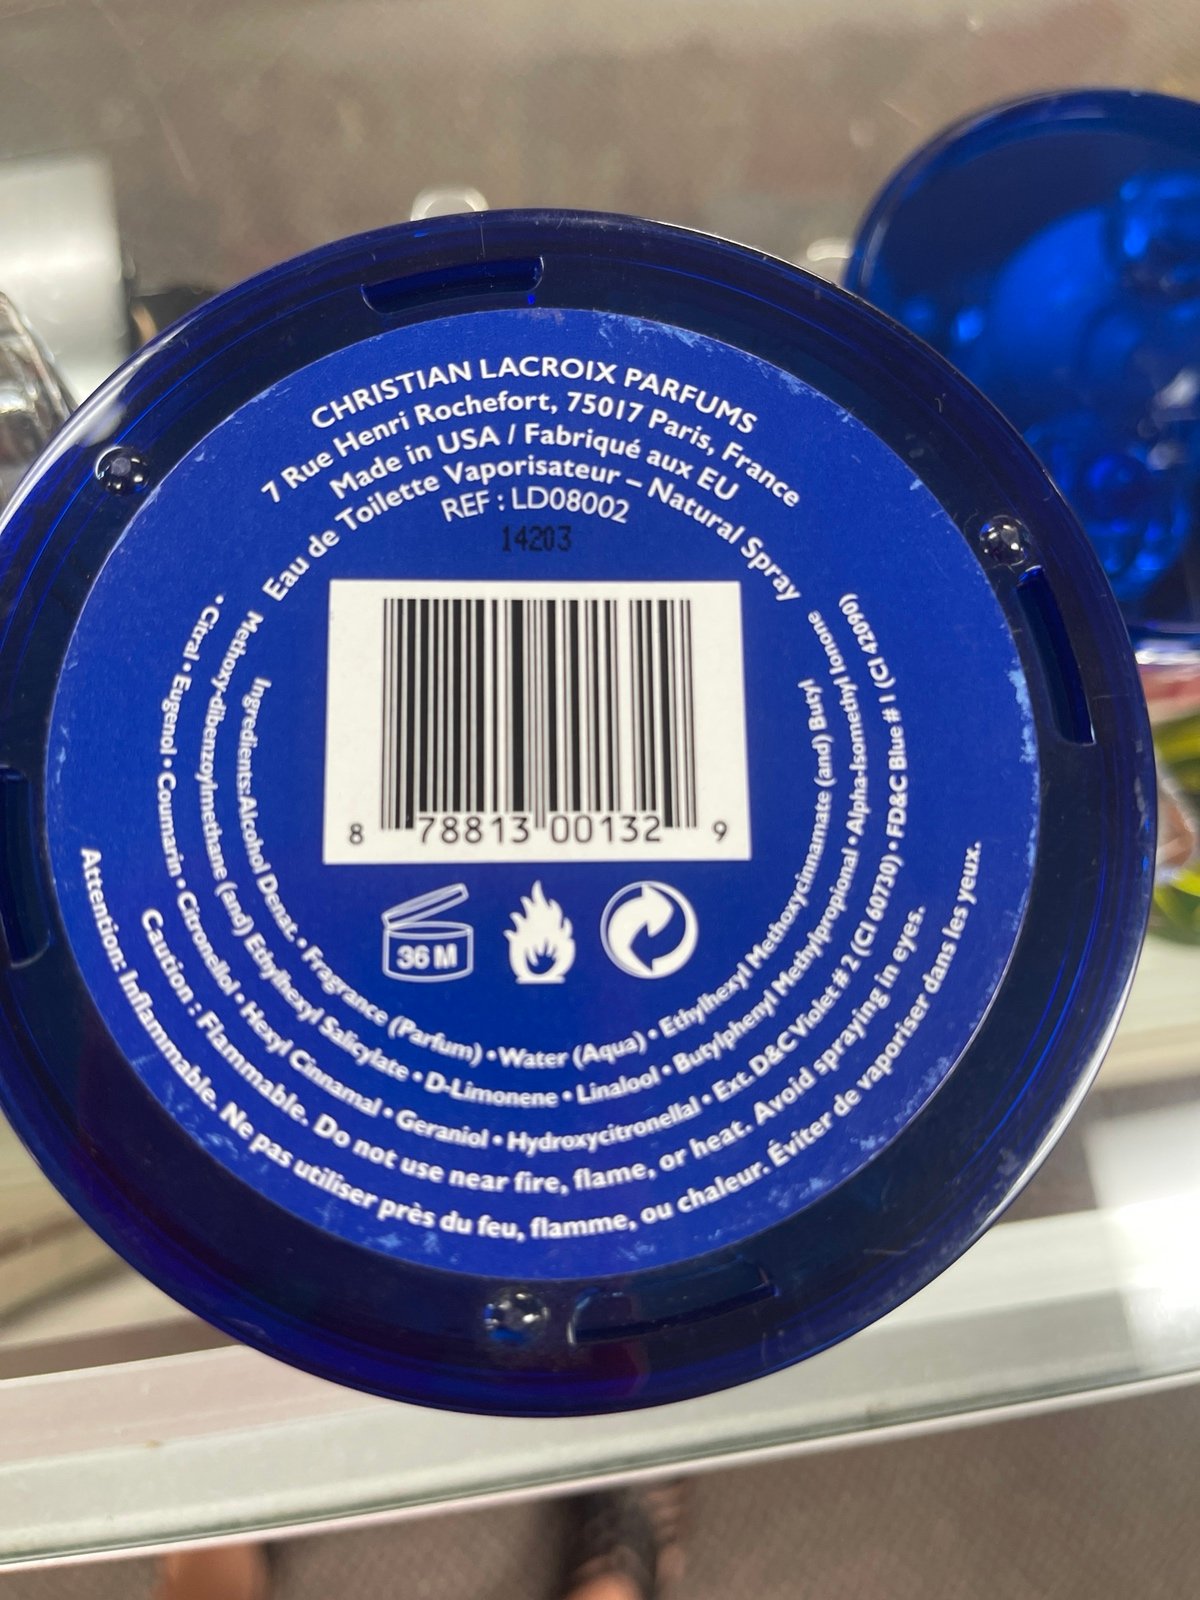 CHRISTIAN LACROIX PARFUMS
7 Rue Henri Rochefort, 75017 Paris, France
Made in USA / Fabriqué aux EU
Eau de Toilette Vaporisateur – Natural Spray
REF : LD08002
14203
8 78813 00132 9
36 M
Ingredients: Alcohol Denat. • Fragrance (Parfum) • Water (Aqua) • Ethylhexyl Methoxycinnamate (and) Butyl
Methoxy-dibenzoylmethane (and) Ethylhexyl Salicylate • D-Limonene • Linalool • Butylphenyl Methylpropional • Alpha-Isomethyl Ionone
• Citral • Eugenol • Coumarin • Citronellol • Hexyl Cinnamal • Geraniol • Hydroxycitronellal • Ext. D&C Violet # 2 (CI 60730) • FD&C Blue # 1 (CI 42090)
Caution : Flammable. Do not use near fire, flame, or heat. Avoid spraying in eyes.
Attention: Inflammable. Ne pas utiliser près du feu, flamme, ou chaleur. Éviter de vaporiser dans les yeux.